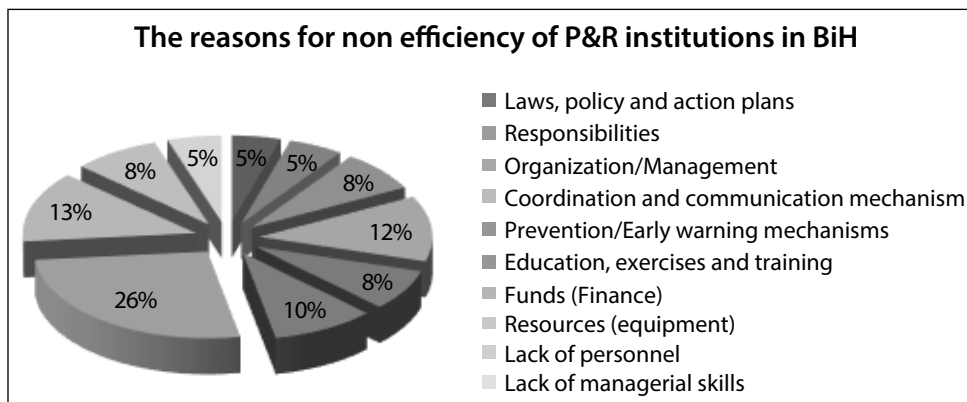 The reasons for non efficiency of P&R institutions in BiH
5%
5%
8%
12%
8%
10%
26%
13%
8%
5%
Laws, policy and action plans
Responsibilities
Organization/Management
Coordination and communication mechanism
Prevention/Early warning mechanisms
Education, exercises and training
Funds (Finance)
Resources (equipment)
Lack of personnel
Lack of managerial skills